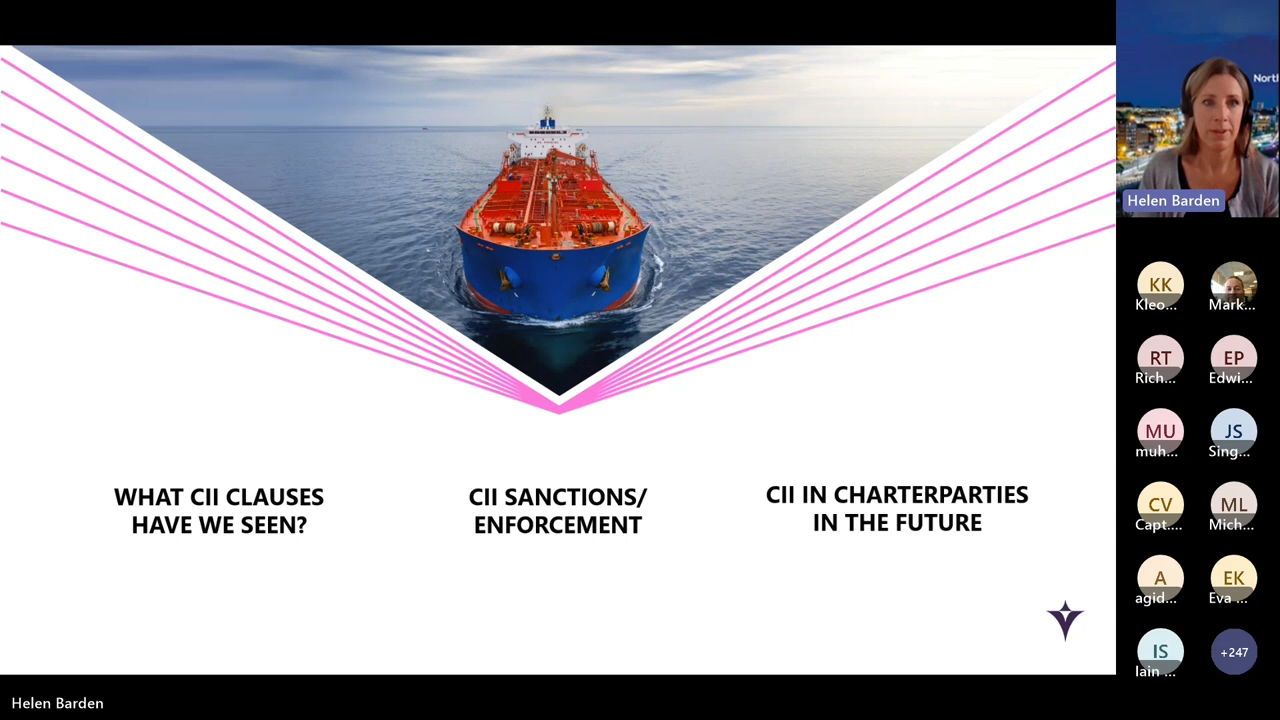 WHAT CII CLAUSES
HAVE WE SEEN?
CII SANCTIONS/
ENFORCEMENT
CII IN CHARTERPARTIES
IN THE FUTURE
North
Helen Barden
KK
Kleo...
Mark...
RT
Rich...
EP
Edwi...
MU
muh...
JS
Sing...
CV
Capt....
ML
Mich...
A
agid...
EK
Eva ...
IS
Iain ...
+247
Helen Barden